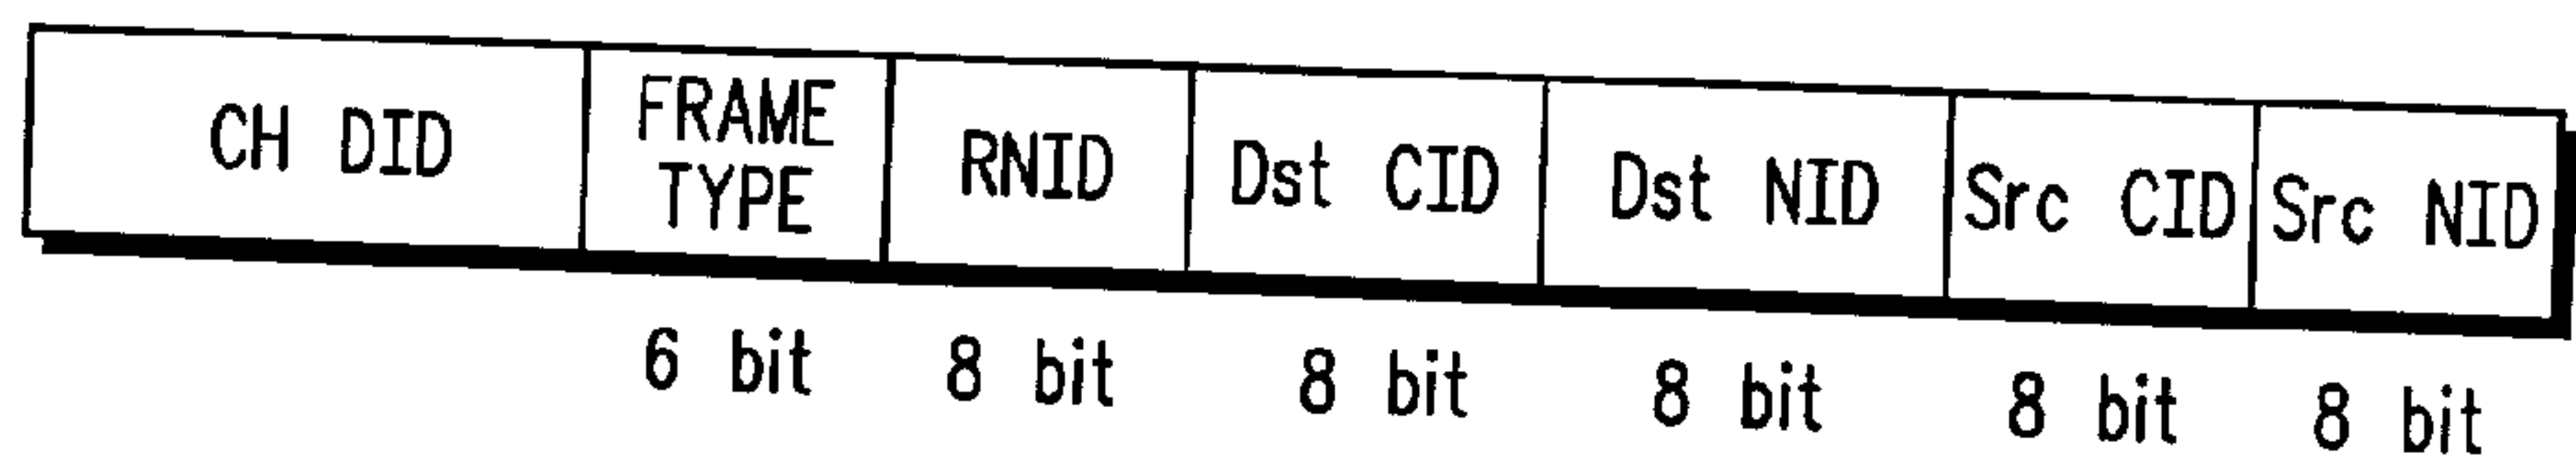 CH DID
FRAME
TYPE
RNID
Dst CID
Dst NID
Src CID
Src NID
6 bit
8 bit
8 bit
8 bit
8 bit
8 bit